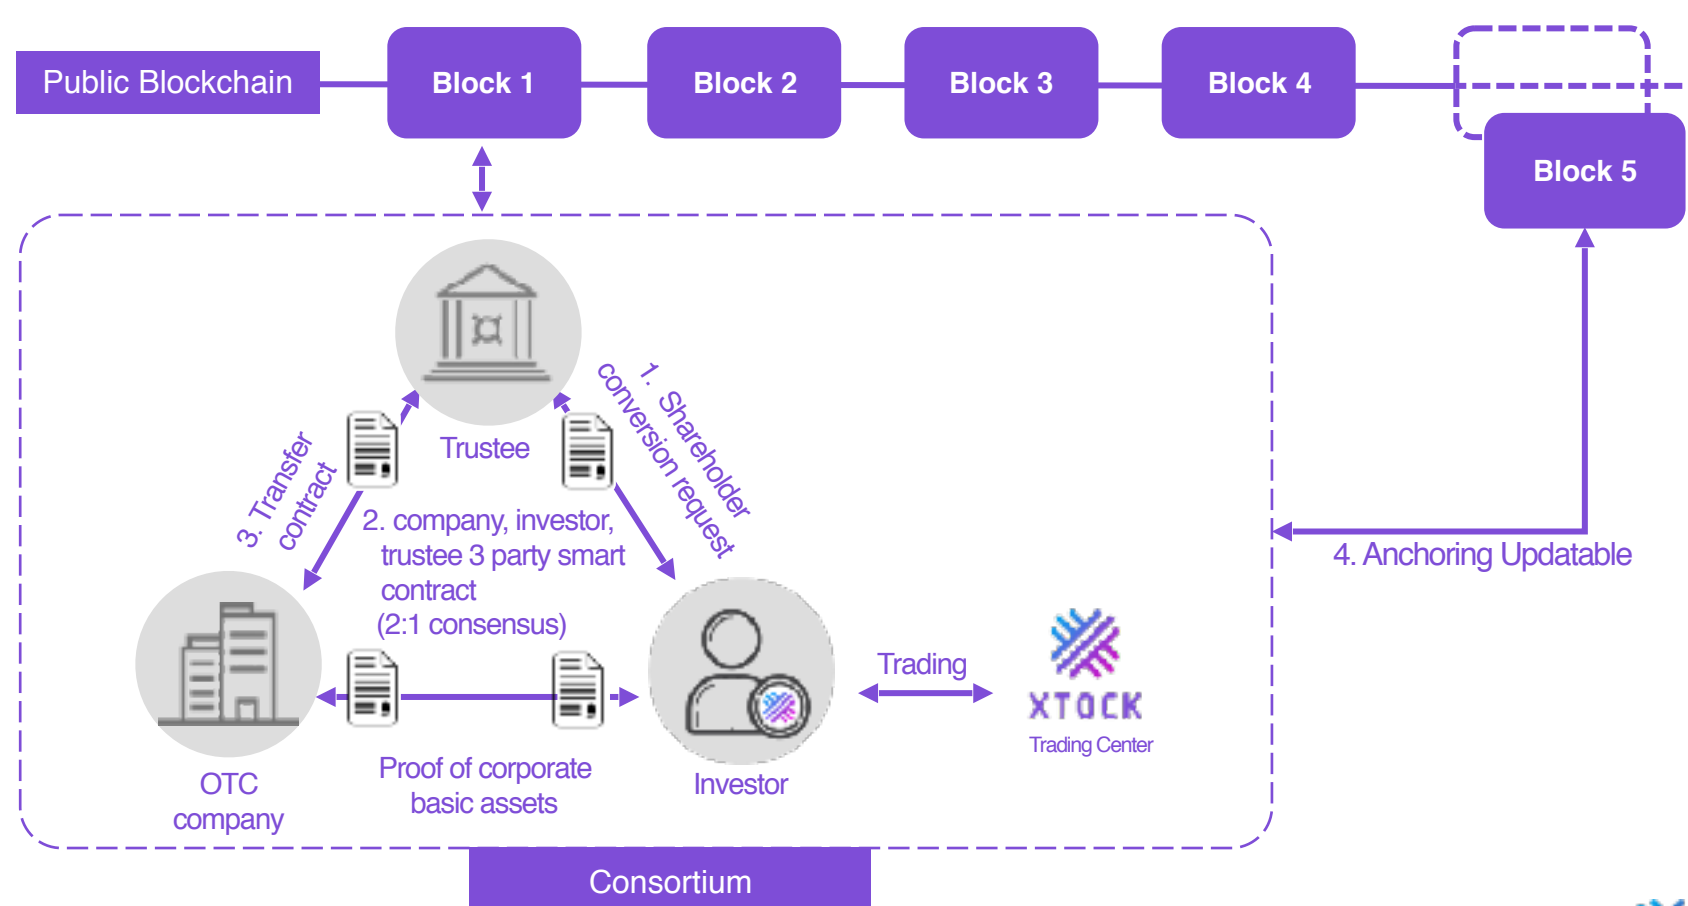 Public Blockchain
Block 1
Block 2
Block 3
Block 4
Block 5
Trustee
1. Shareholder
conversion request
3. Transfer
contract
2. company, investor,
trustee 3 party smart
contract
(2:1 consensus)
4. Anchoring Updatable
Trading
XTOCK
Trading Center
Proof of corporate
basic assets
OTC
company
Investor
Consortium